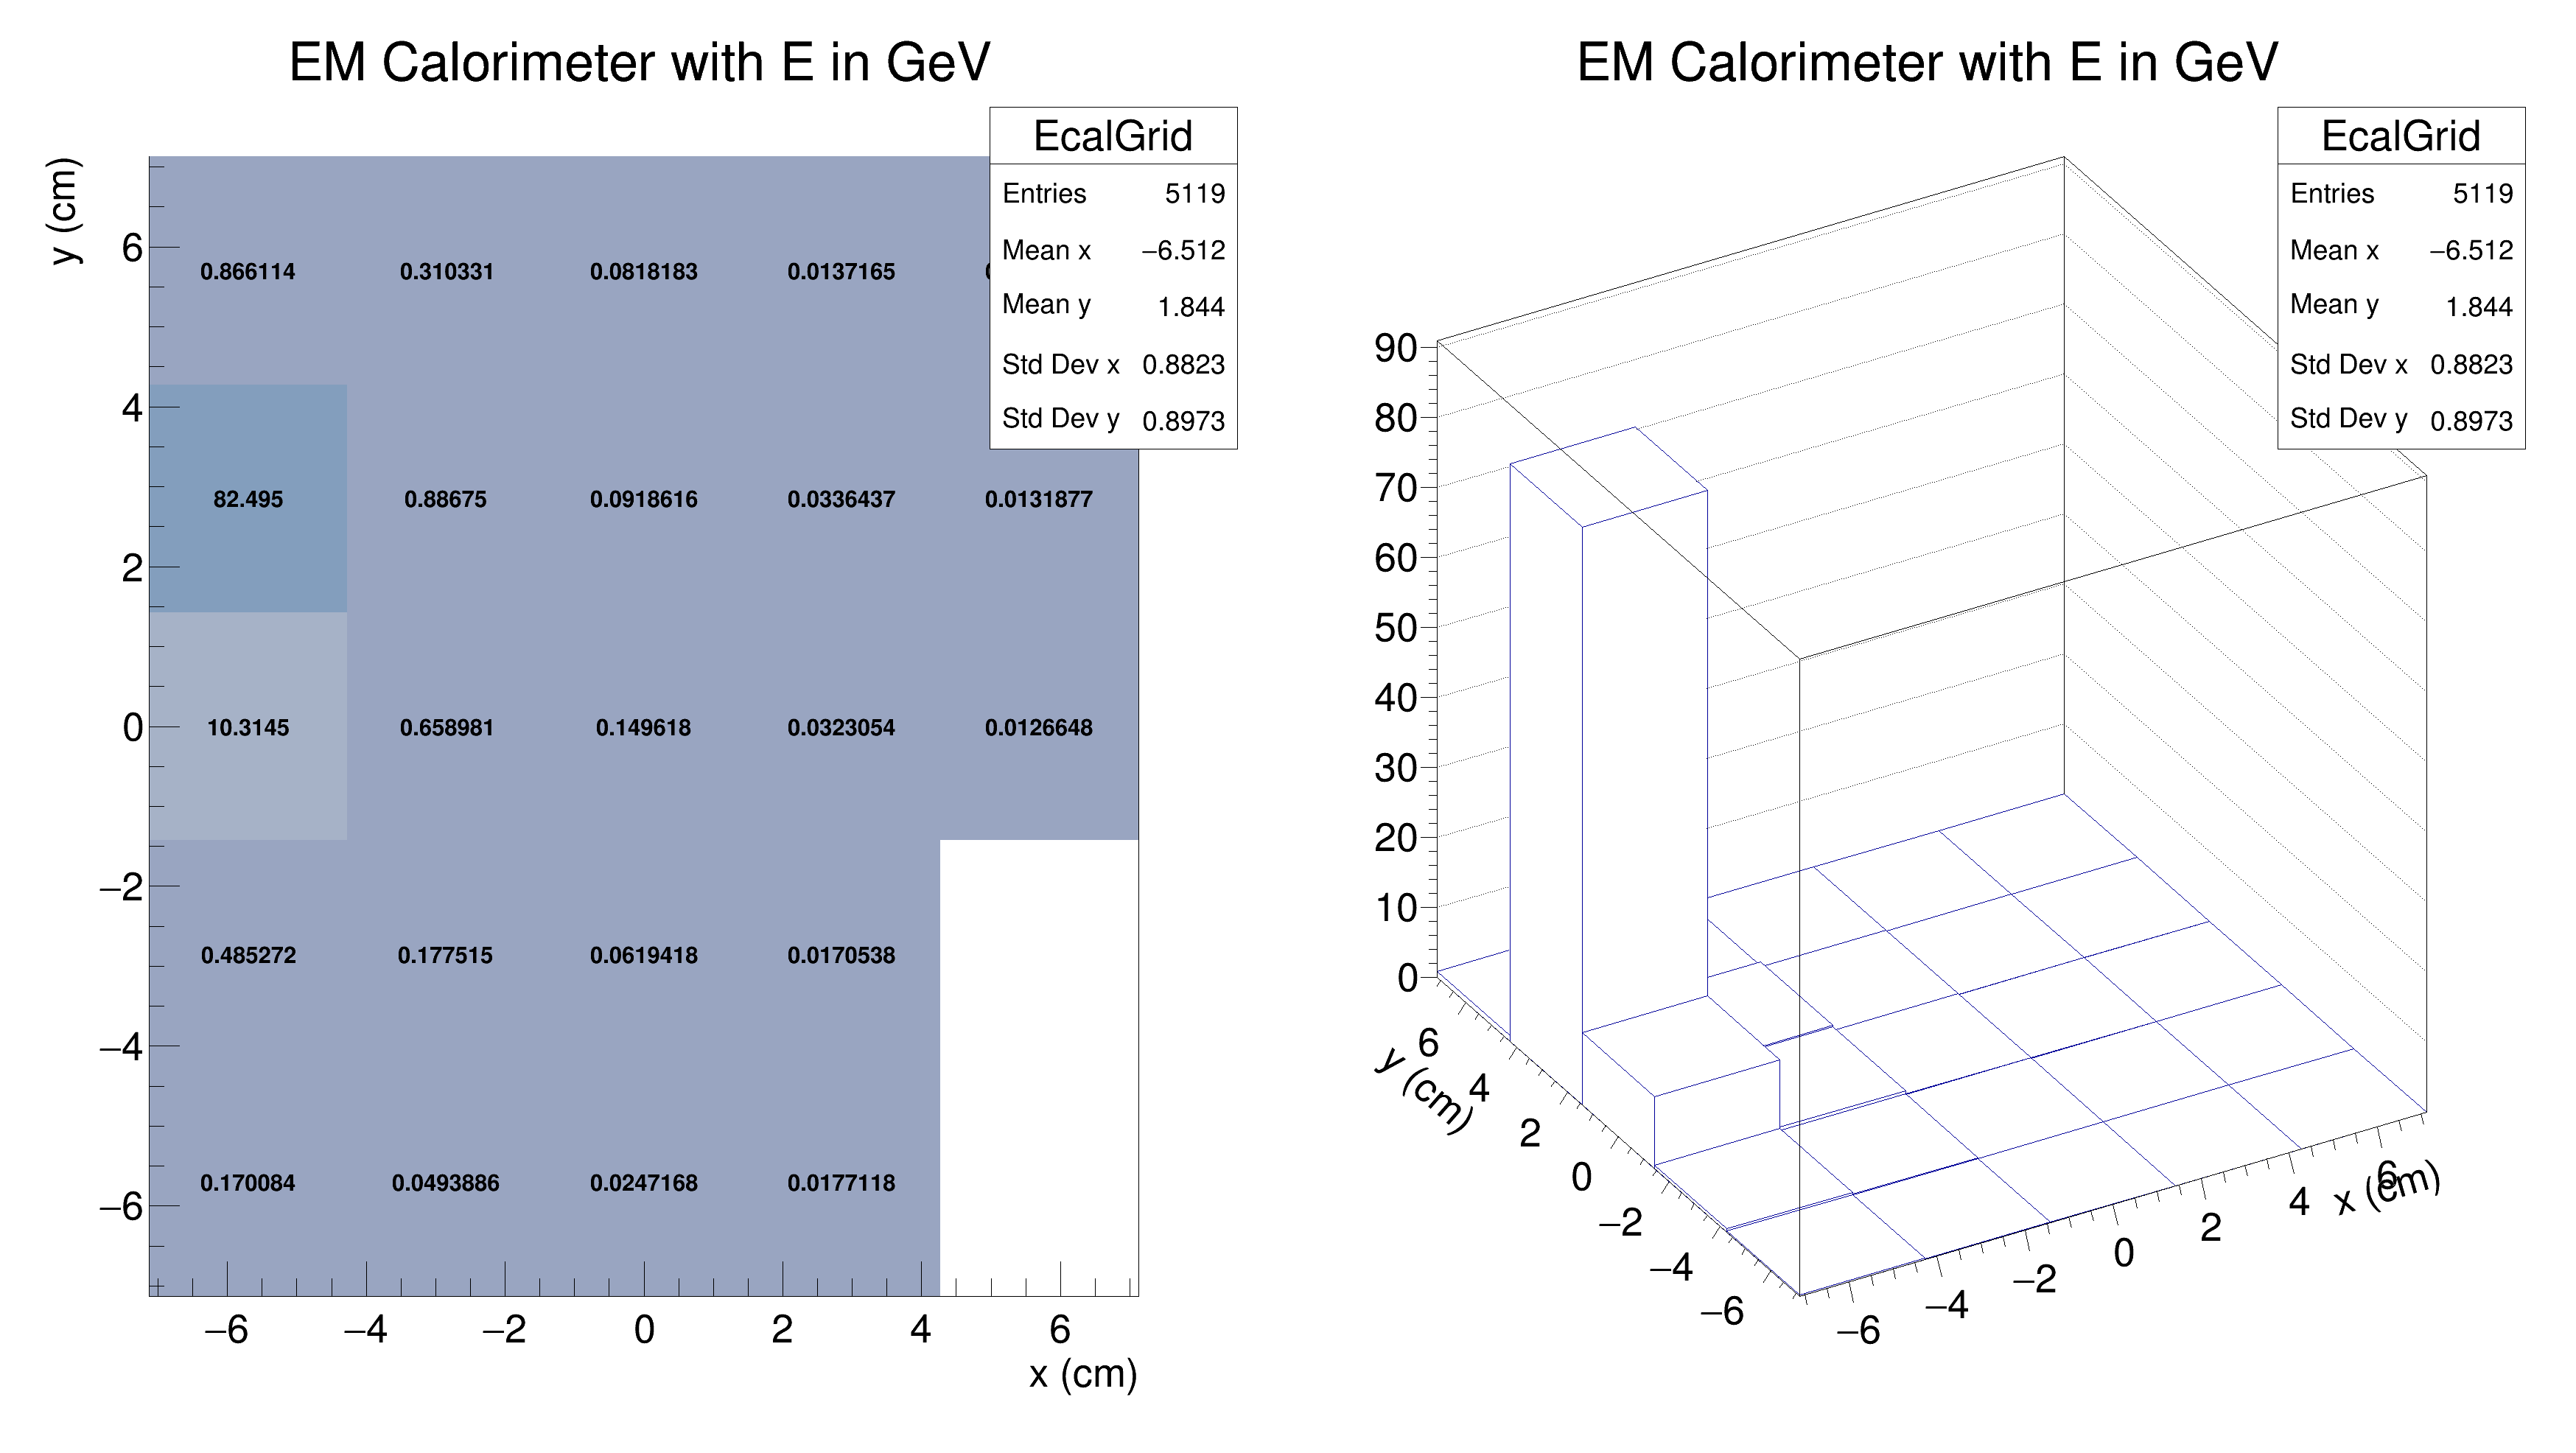 EM Calorimeter with E in GeV
EcalGrid
Entries 5119
Mean x −6.512
Mean y 1.844
Std Dev x 0.8823
Std Dev y 0.8973
y (cm)
6
4
2
0
−2
−4
−6
0.866114 0.310331 0.0818183 0.0137165
82.495 0.88675 0.0918616 0.0336437 0.0131877
10.3145 0.658981 0.149618 0.0323054 0.0126648
0.485272 0.177515 0.0619418 0.0170538
0.170084 0.0493886 0.0247168 0.0177118
−6 −4 −2 0 2 4 6
x (cm)
EM Calorimeter with E in GeV
EcalGrid
Entries 5119
Mean x −6.512
Mean y 1.844
Std Dev x 0.8823
Std Dev y 0.8973
90
80
70
60
50
40
30
20
10
0
y (cm)
6
4
2
0
−2
−4
−6
−6 −4 −2 0 2 4 6
x (cm)